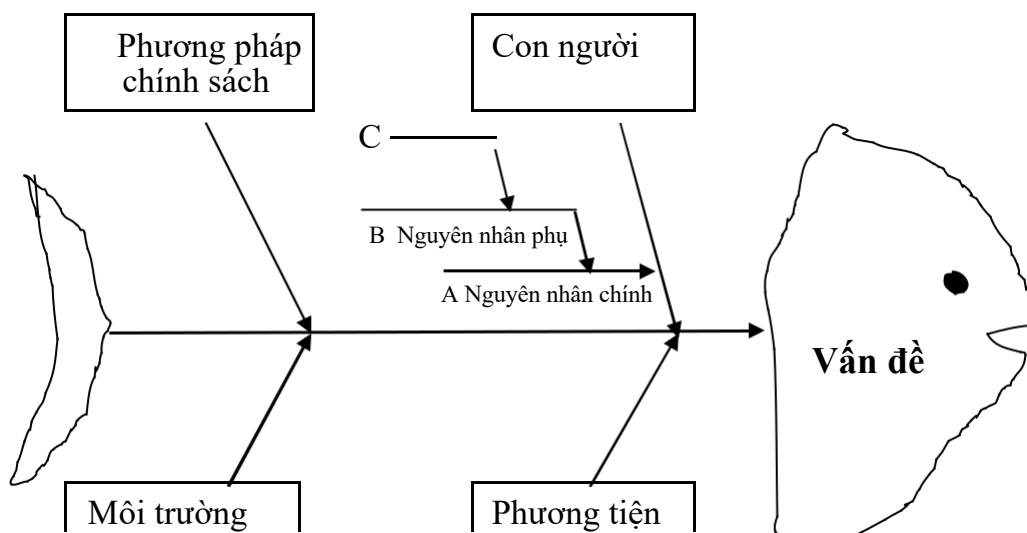 Phương pháp
chính sách
Con người
C
B Nguyên nhân phụ
A Nguyên nhân chính
Vấn đề
Môi trường
Phương tiện